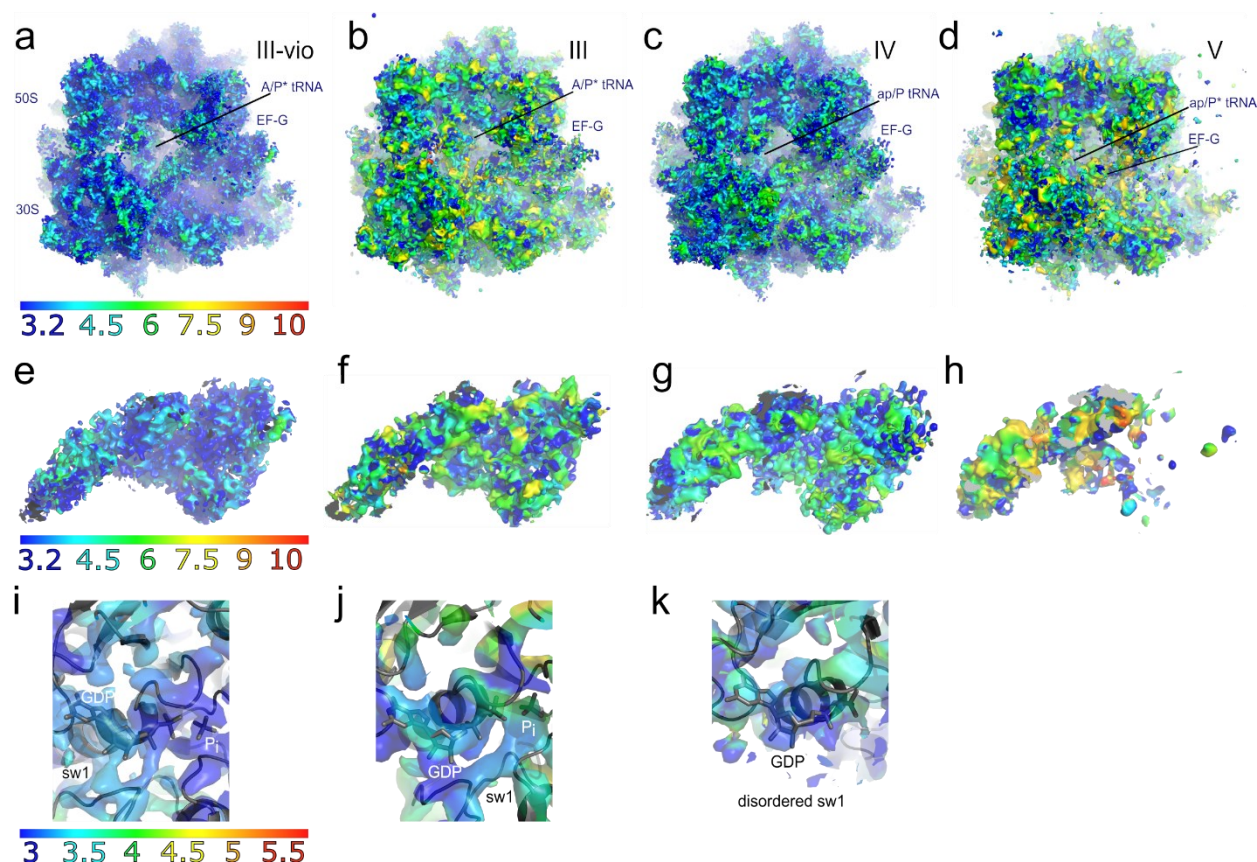 a
III-vio
A/P* tRNA
50S
EF-G
30S
b
III
A/P* tRNA
EF-G
c
IV
ap/P tRNA
EF-G
d
V
ap/P* tRNA
EF-G
3.2 4.5 6 7.5 9 10
e
f
g
h
3.2 4.5 6 7.5 9 10
i
GDP
Pi
sw1
j
Pi
GDP
sw1
k
GDP
disordered sw1
3 3.5 4 4.5 5 5.5